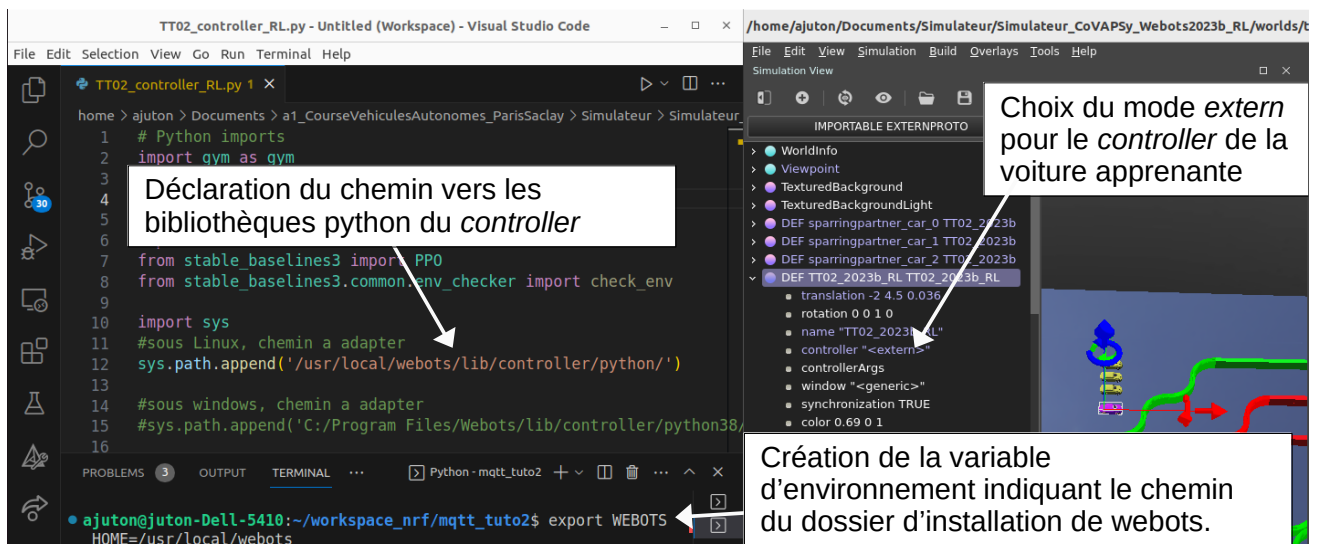 TT02_controller_RL.py - Untitled (Workspace) - Visual Studio Code
File Edit Selection View Go Run Terminal Help
TT02_controller_RL.py 1
home > ajuton > Documents > a1_CourseVehiculesAutonomes_ParisSaclay > Simulateur > Simulateur_
1 # Python imports
2 import gym as gym
3
4
5
6
7 from stable_baselines3 import PPO
8 from stable_baselines3.common.env_checker import check_env
9
10 import sys
11 #sous Linux, chemin a adapter
12 sys.path.append('/usr/local/webots/lib/controller/python/')
13
14 #sous windows, chemin a adapter
15 #sys.path.append('C:/Program Files/Webots/lib/controller/python38/
16
30
Déclaration du chemin vers les
bibliothèques python du controller
PROBLEMS 3 OUTPUT TERMINAL ... Python - mqtt_tuto2
ajuton@juton-Dell-5410:~/workspace_nrf/mqtt_tuto2$ export WEBOTS
HOME=/usr/local/webots
/home/ajuton/Documents/Simulateur/Simulateur_CoVAPSy_Webots2023b_RL/worlds/t
File Edit View Simulation Build Overlays Tools Help
Simulation View
IMPORTABLE EXTERNPROTO
Choix du mode extern
pour le controller de la
voiture apprenante
WorldInfo
Viewpoint
TexturedBackground
TexturedBackgroundLight
DEF sparringpartner_car_0 TT02_2023b
DEF sparringpartner_car_1 TT02_2023b
DEF sparringpartner_car_2 TT02_2023b
DEF TT02_2023b_RL TT02_2023b_RL
translation -2 4.5 0.036
rotation 0 0 1 0
name "TT02_2023b_RL"
controller "<extern>"
controllerArgs
window "<generic>"
synchronization TRUE
color 0.69 0 1
Création de la variable
d'environnement indiquant le chemin
du dossier d'installation de webots.